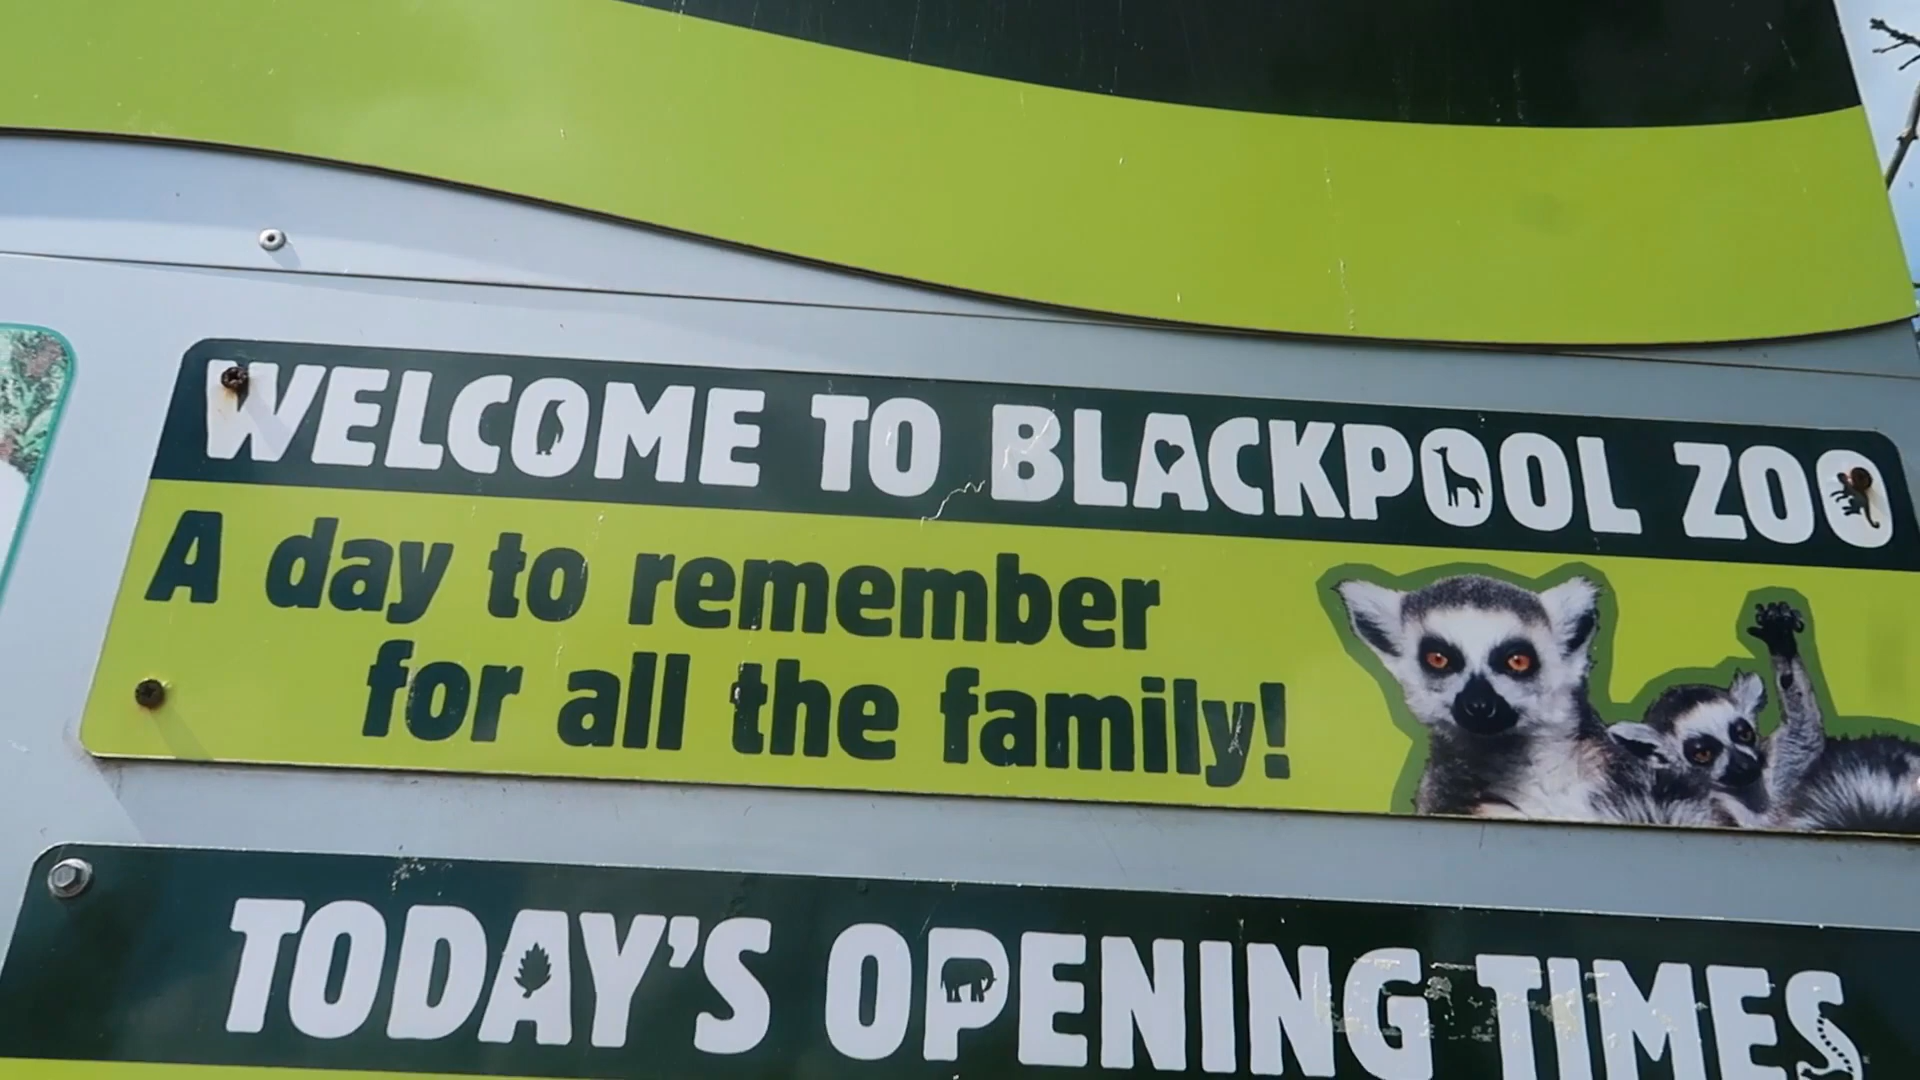 WELCOME TO BLACKPOOL ZOO
A day to remember
for all the family!
TODAY'S OPENING TIMES